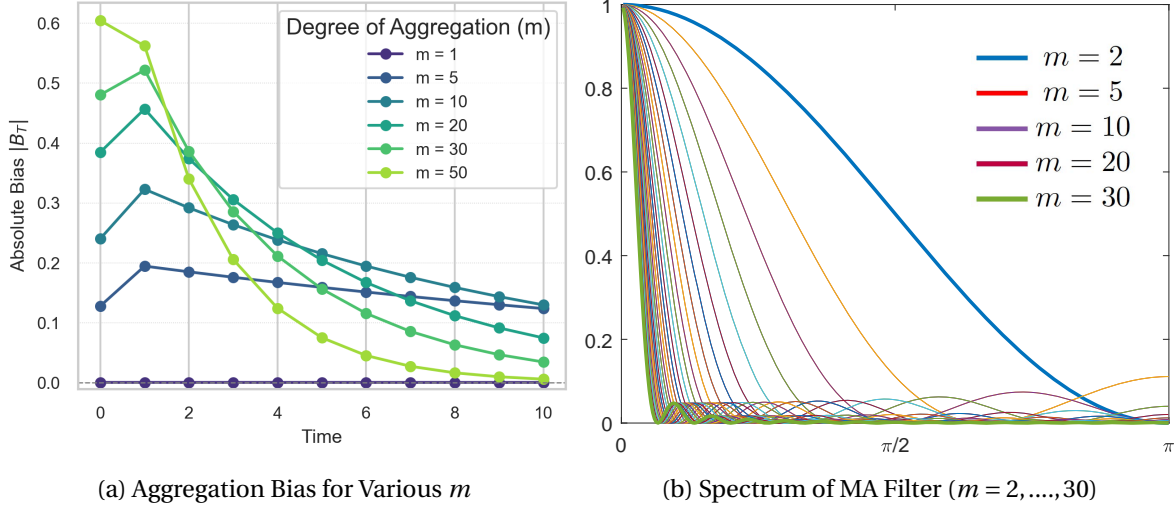 0.6
0.5
0.4
0.3
0.2
0.1
0.0
Absolute Bias |B_T|
Degree of Aggregation (m)
m = 1
m = 5
m = 10
m = 20
m = 30
m = 50
0 2 4 6 8 10
Time
(a) Aggregation Bias for Various m
1
0.8
0.6
0.4
0.2
0
m = 2
m = 5
m = 10
m = 20
m = 30
0 π/2 π
(b) Spectrum of MA Filter (m = 2,....,30)